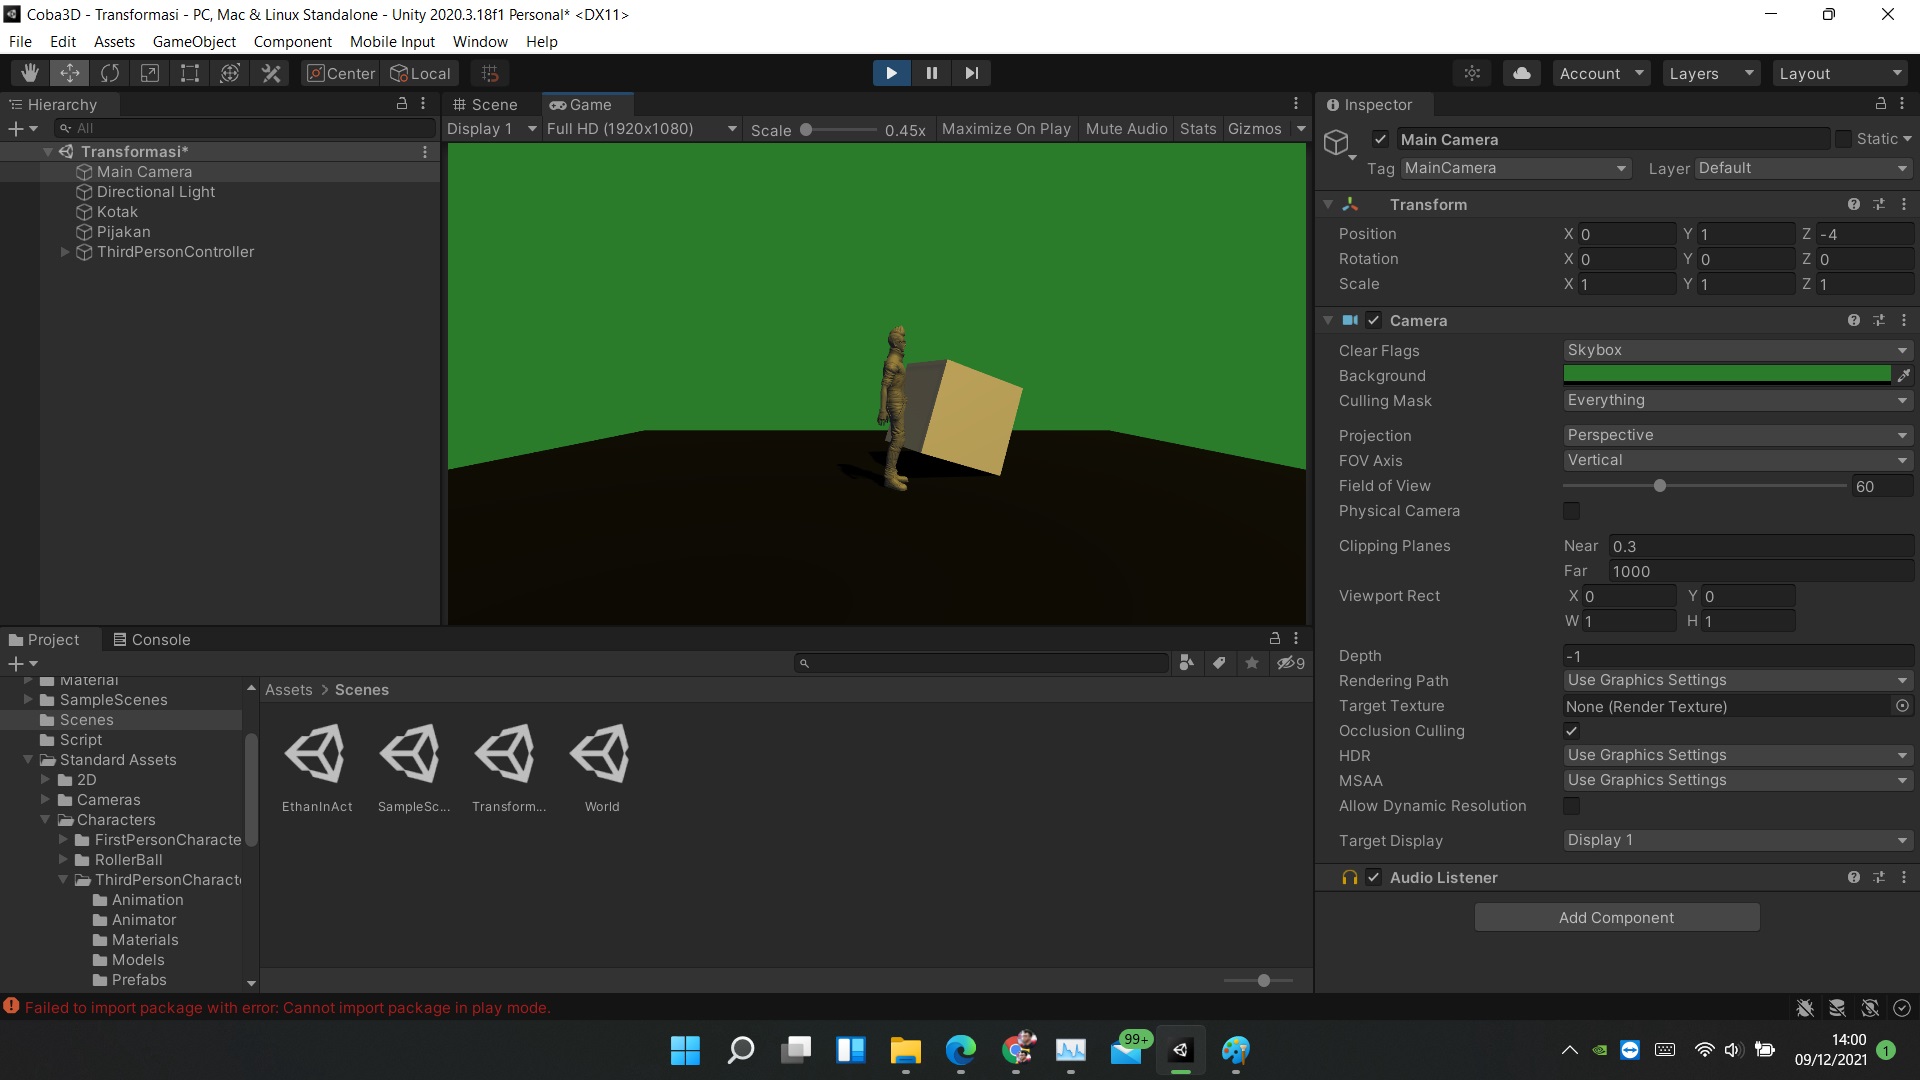 Coba3D - Transformasi - PC, Mac & Linux Standalone - Unity 2020.3.18f1 Personal* <DX11>
File Edit Assets GameObject Component Mobile Input Window Help
Center Local Account Layers Layout
Hierarchy
All
Transformasi*
Main Camera
Directional Light
Kotak
Pijakan
ThirdPersonController
Scene Game
Display 1 Full HD (1920x1080) Scale 0.45x Maximize On Play Mute Audio Stats Gizmos
Inspector
Main Camera Static
Tag MainCamera Layer Default
Transform
Position X 0 Y 1 Z -4
Rotation X 0 Y 0 Z 0
Scale X 1 Y 1 Z 1
Camera
Clear Flags Skybox
Background
Culling Mask Everything
Projection Perspective
FOV Axis Vertical
Field of View 60
Physical Camera
Clipping Planes Near 0.3
Far 1000
Viewport Rect X 0 Y 0
W 1 H 1
Depth -1
Rendering Path Use Graphics Settings
Target Texture None (Render Texture)
Occlusion Culling
HDR Use Graphics Settings
MSAA Use Graphics Settings
Allow Dynamic Resolution
Target Display Display 1
Audio Listener
Add Component
Project Console
9
Material
SampleScenes
Scenes
Script
Standard Assets
2D
Cameras
Characters
FirstPersonCharacte
RollerBall
ThirdPersonCharact
Animation
Animator
Materials
Models
Prefabs
Assets > Scenes
EthanInAct SampleSc... Transform... World
Failed to import package with error: Cannot import package in play mode.
99+
14:00
09/12/2021
1